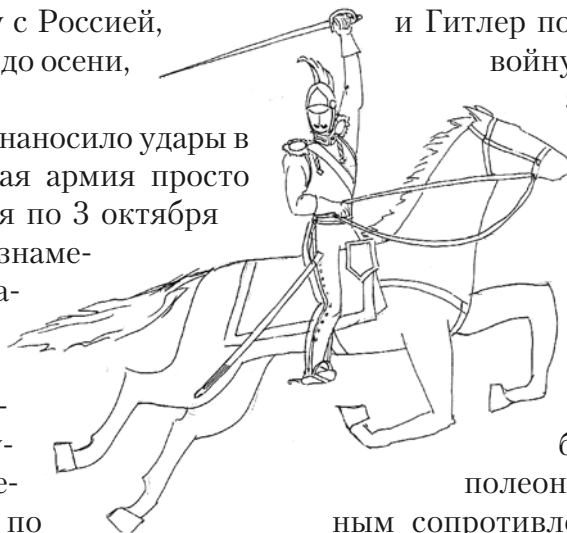 у с Россией,
и Гитлер по
до осени,
войну
наносило удары в
ая армия просто
я по 3 октября
знаме-
а-
-
у-
е-
полеон
по
ным сопротивле